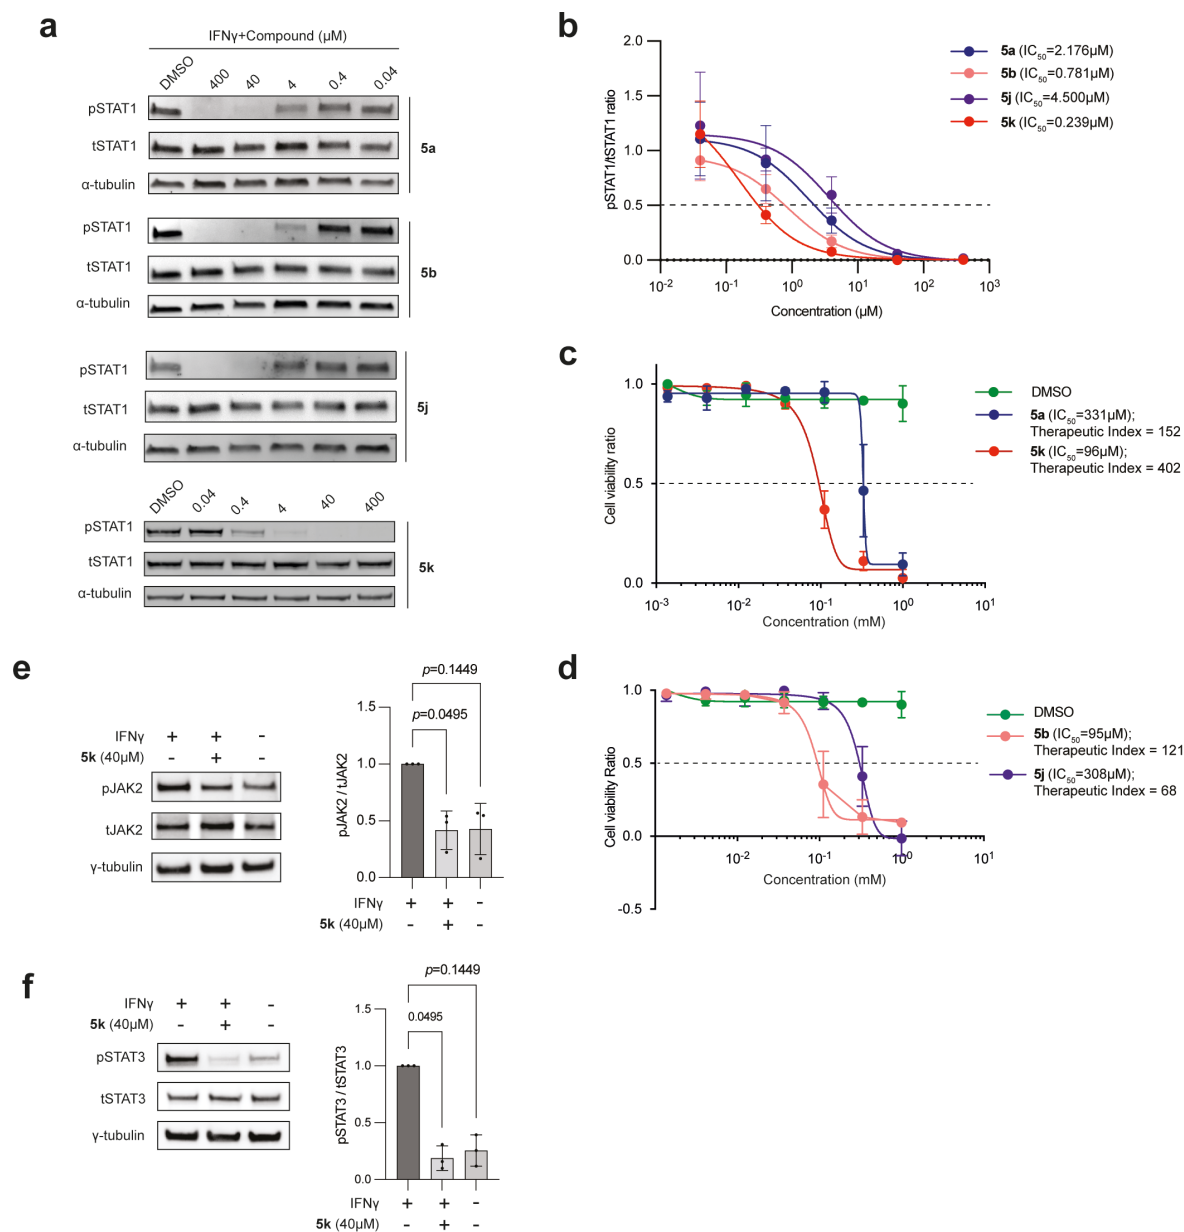 a
IFNγ+Compound (μM)
DMSO 400 40 4 0.4 0.04
pSTAT1
tSTAT1
5a
α-tubulin
pSTAT1
tSTAT1
5b
α-tubulin
pSTAT1
tSTAT1
5j
α-tubulin
DMSO 0.04 0.4 4 40 400
pSTAT1
tSTAT1
5k
α-tubulin
b
2.0
1.5
1.0
0.5
0.0
pSTAT1/tSTAT1 ratio
10-2 10-1 100 101 102 103
Concentration (μM)
5a (IC50=2.176μM)
5b (IC50=0.781μM)
5j (IC50=4.500μM)
5k (IC50=0.239μM)
c
1.0
0.5
0.0
Cell viability ratio
10-3 10-2 10-1 100 101
Concentration (mM)
DMSO
5a (IC50=331μM);
Therapeutic Index = 152
5k (IC50=96μM);
Therapeutic Index = 402
d
1.0
0.5
0.0
-0.5
Cell viability Ratio
10-2 10-1 100 101
Concentration (mM)
DMSO
5b (IC50=95μM);
Therapeutic Index = 121
5j (IC50=308μM);
Therapeutic Index = 68
e
IFNγ + + -
5k (40μM) - + -
pJAK2
tJAK2
γ-tubulin
p=0.1449
p=0.0495
1.5
1.0
0.5
0.0
pJAK2 / tJAK2
IFNγ + + -
5k (40μM) - + -
f
IFNγ + + -
5k (40μM) - + -
pSTAT3
tSTAT3
γ-tubulin
p=0.1449
0.0495
1.5
1.0
0.5
0.0
pSTAT3 / tSTAT3
IFNγ + + -
5k (40μM) - + -